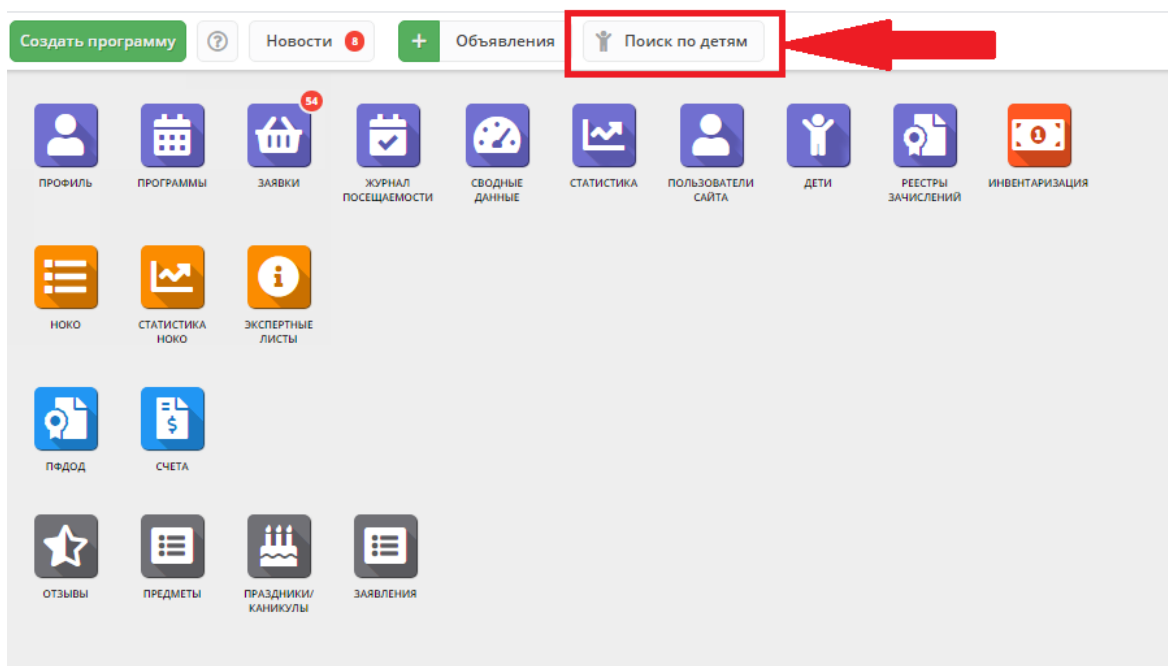 Создать программу ? Новости 8 + Объявления Поиск по детям
54
ПРОФИЛЬ ПРОГРАММЫ ЗАЯВКИ ЖУРНАЛ ПОСЕЩАЕМОСТИ СВОДНЫЕ ДАННЫЕ СТАТИСТИКА ПОЛЬЗОВАТЕЛИ САЙТА ДЕТИ РЕЕСТРЫ ЗАЧИСЛЕНИЙ ИНВЕНТАРИЗАЦИЯ
НОКО СТАТИСТИКА НОКО ЭКСПЕРТНЫЕ ЛИСТЫ
ПФДОД СЧЕТА
ОТЗЫВЫ ПРЕДМЕТЫ ПРАЗДНИКИ/ КАНИКУЛЫ ЗАЯВЛЕНИЯ